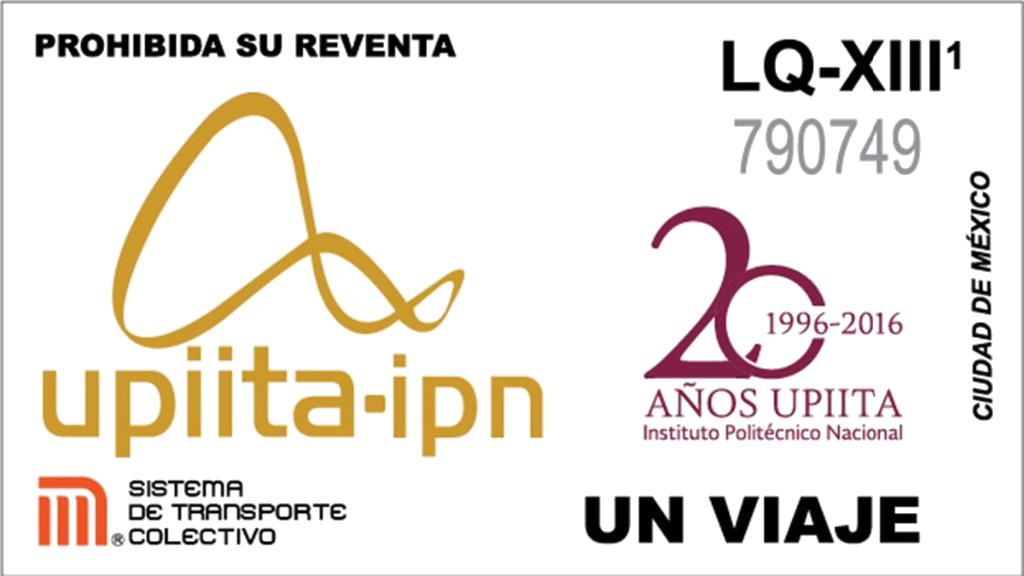 PROHIBIDA SU REVENTA
LQ-XIII¹
790749
CIUDAD DE MÉXICO
upiita-ipn
20
1996-2016
AÑOS UPIITA
Instituto Politécnico Nacional
SISTEMA
DE TRANSPORTE
® COLECTIVO
UN VIAJE